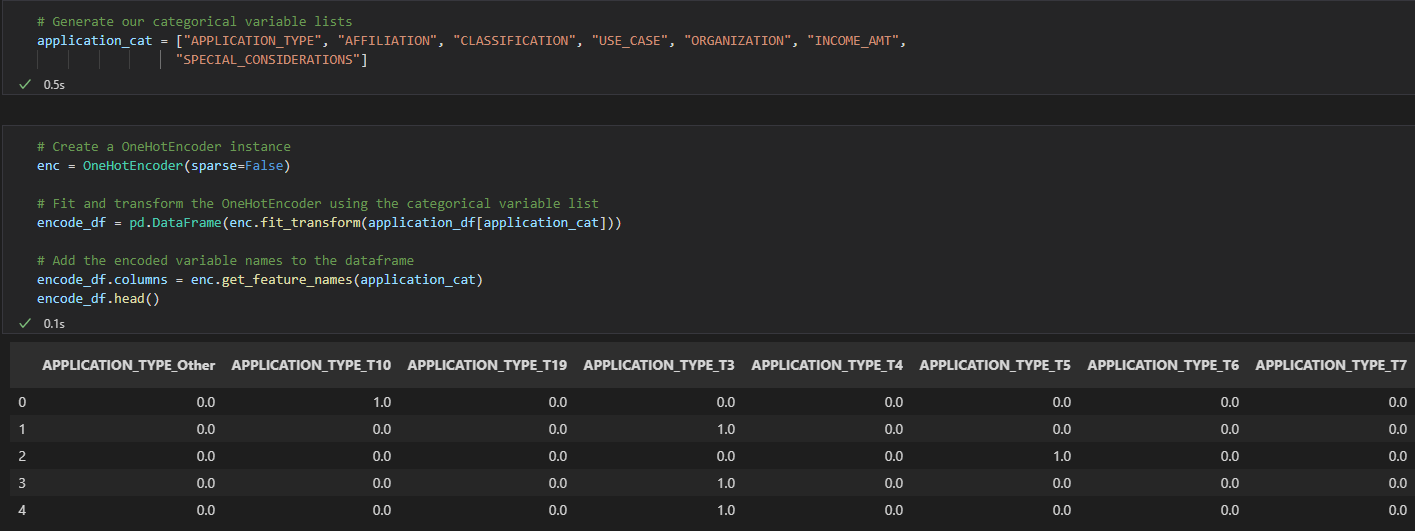 # Generate our categorical variable lists
application_cat = ["APPLICATION_TYPE", "AFFILIATION", "CLASSIFICATION", "USE_CASE", "ORGANIZATION", "INCOME_AMT",
"SPECIAL_CONSIDERATIONS"]
0.5s
# Create a OneHotEncoder instance
enc = OneHotEncoder(sparse=False)
# Fit and transform the OneHotEncoder using the categorical variable list
encode_df = pd.DataFrame(enc.fit_transform(application_df[application_cat]))
# Add the encoded variable names to the dataframe
encode_df.columns = enc.get_feature_names(application_cat)
encode_df.head()
0.1s
APPLICATION_TYPE_Other APPLICATION_TYPE_T10 APPLICATION_TYPE_T19 APPLICATION_TYPE_T3 APPLICATION_TYPE_T4 APPLICATION_TYPE_T5 APPLICATION_TYPE_T6 APPLICATION_TYPE_T7
0 0.0 1.0 0.0 0.0 0.0 0.0 0.0 0.0
1 0.0 0.0 0.0 1.0 0.0 0.0 0.0 0.0
2 0.0 0.0 0.0 0.0 0.0 1.0 0.0 0.0
3 0.0 0.0 0.0 1.0 0.0 0.0 0.0 0.0
4 0.0 0.0 0.0 1.0 0.0 0.0 0.0 0.0